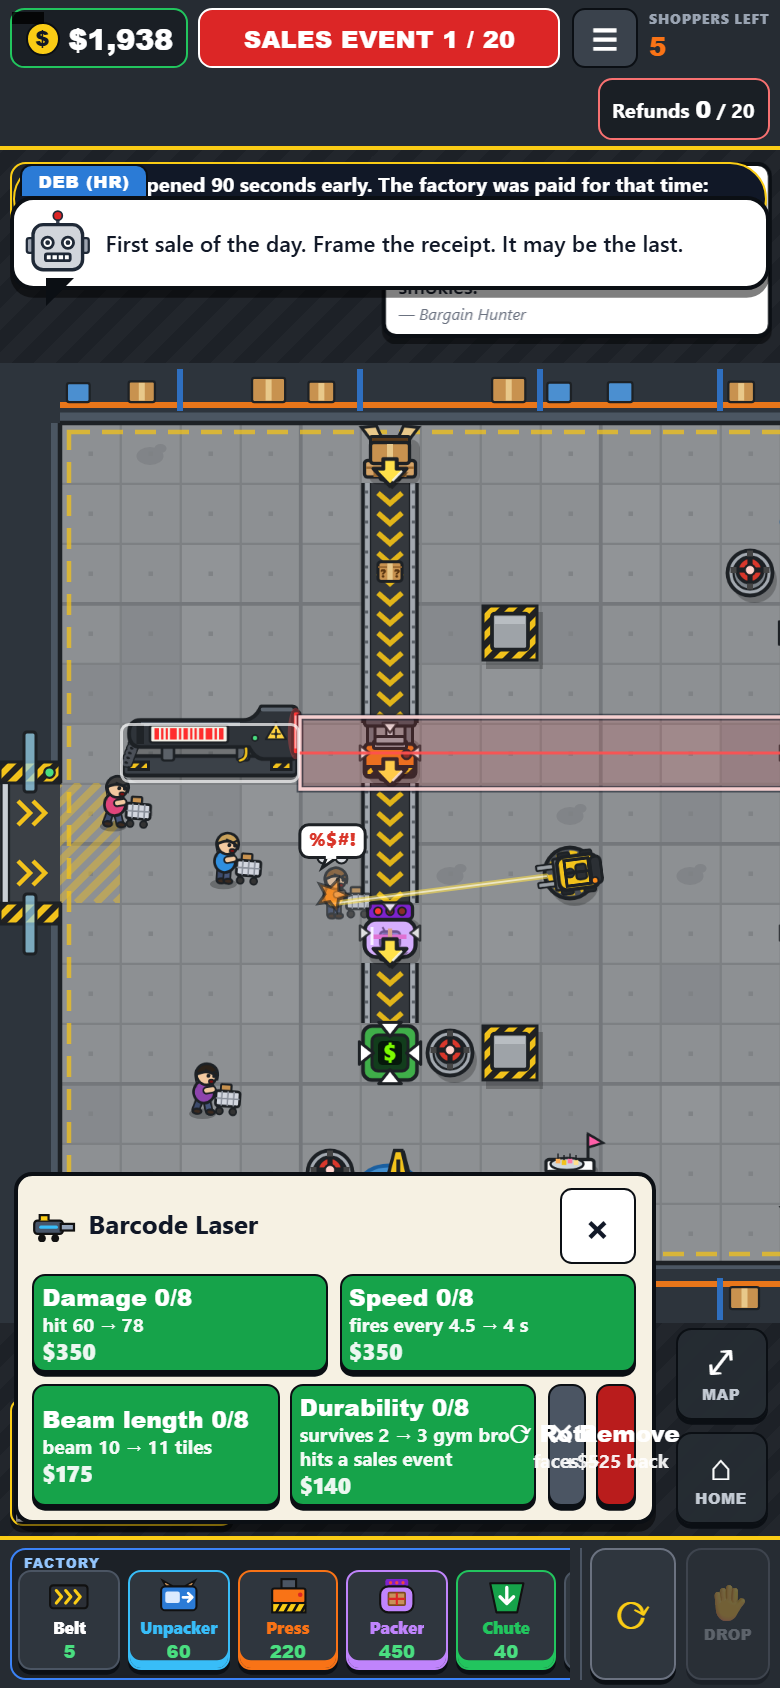 $1,938
SALES EVENT 1 / 20
SHOPPERS LEFT
5
Refunds 0 / 20
DEB (HR)
pened 90 seconds early. The factory was paid for that time:
First sale of the day. Frame the receipt. It may be the last.
— Bargain Hunter
%$#!
$
Barcode Laser
×
Damage 0/8
hit 60 → 78
$350
Speed 0/8
fires every 4.5 → 4 s
$350
Beam length 0/8
beam 10 → 11 tiles
$175
Durability 0/8
survives 2 → 3 gym bro
hits a sales event
$140
Remove
back
MAP
HOME
FACTORY
Belt
5
Unpacker
60
Press
220
Packer
450
Chute
40
DROP